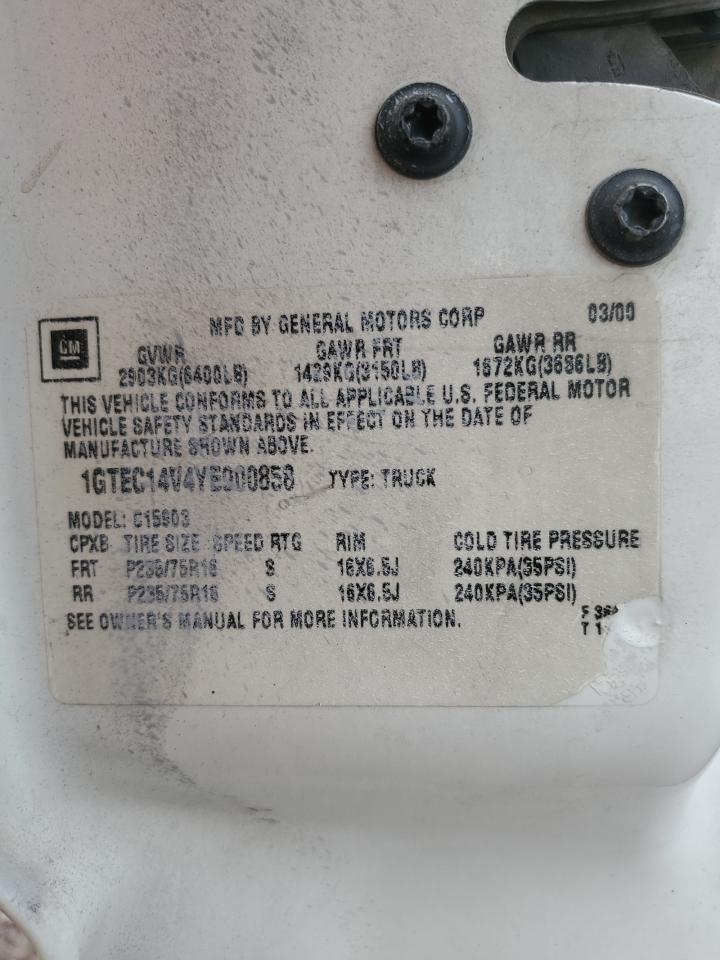 GM
MFD BY GENERAL MOTORS CORP 03/00
GVWR GAWR FRT GAWR RR
2903KG(6400LB) 1429KG(3150LB) 1672KG(3686LB)
THIS VEHICLE CONFORMS TO ALL APPLICABLE U.S. FEDERAL MOTOR
VEHICLE SAFETY STANDARDS IN EFFECT ON THE DATE OF
MANUFACTURE SHOWN ABOVE.
1GTEC14V4YE200858 TYPE: TRUCK
MODEL: C15903
CPXB TIRE SIZE SPEED RTG RIM COLD TIRE PRESSURE
FRT P235/75R16 S 16X6.5J 240KPA(35PSI)
RR P235/75R16 S 16X6.5J 240KPA(35PSI)
SEE OWNER'S MANUAL FOR MORE INFORMATION.
F
T